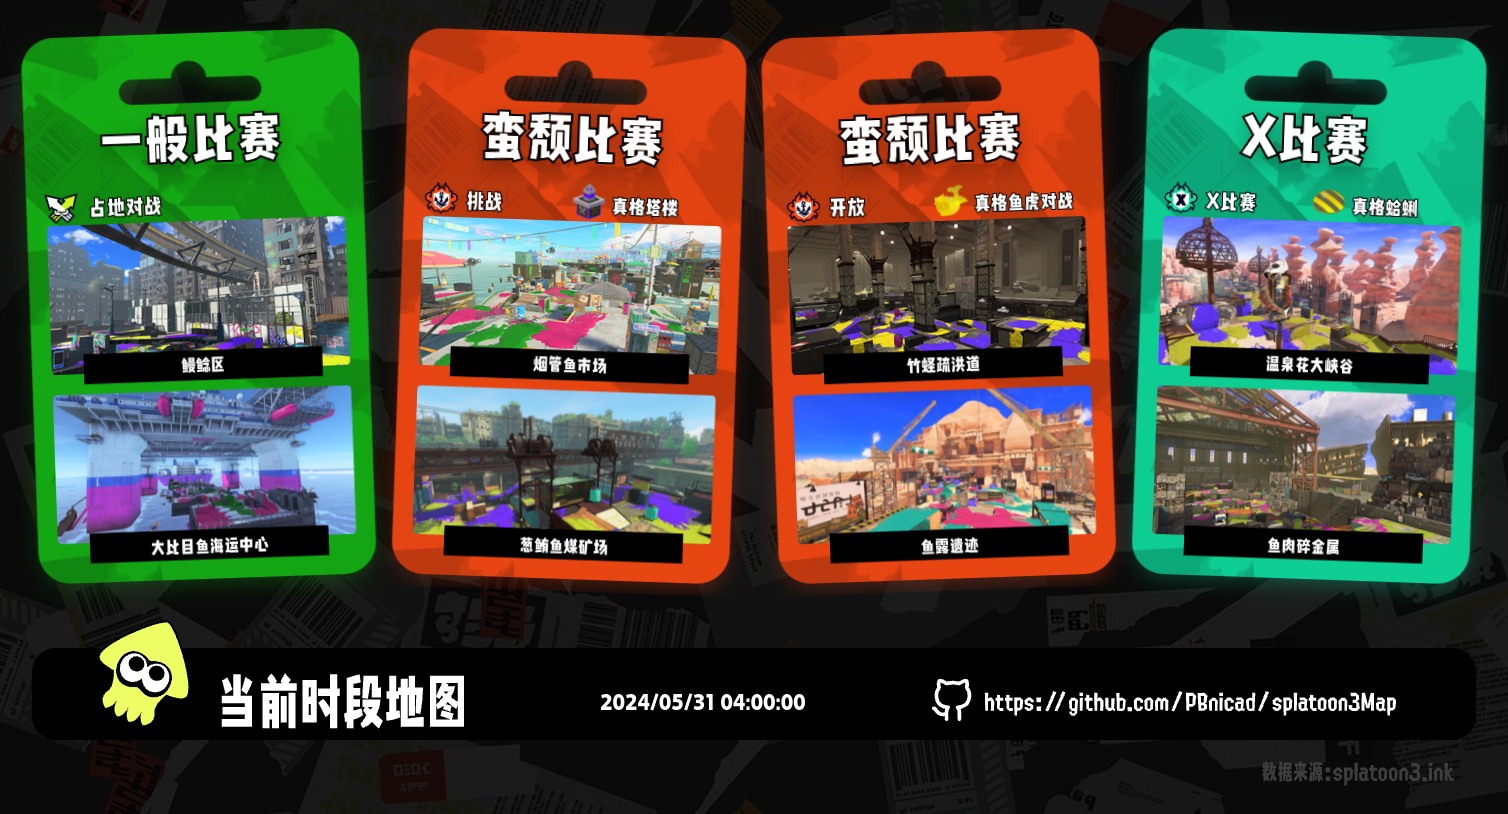 一般比赛
占地对战
鳗鲶区
大比目鱼海运中心
蛮颓比赛
挑战
真格塔楼
烟管鱼市场
葱鲔鱼煤矿场
蛮颓比赛
开放
真格鱼虎对战
竹蛏疏洪道
鱼露遗迹
X比赛
X比赛
真格蛤蜊
温泉花大峡谷
鱼肉碎金属
当前时段地图
2024/05/31 04:00:00
https://github.com/PBnicad/splatoon3Map
数据来源:splatoon3.ink